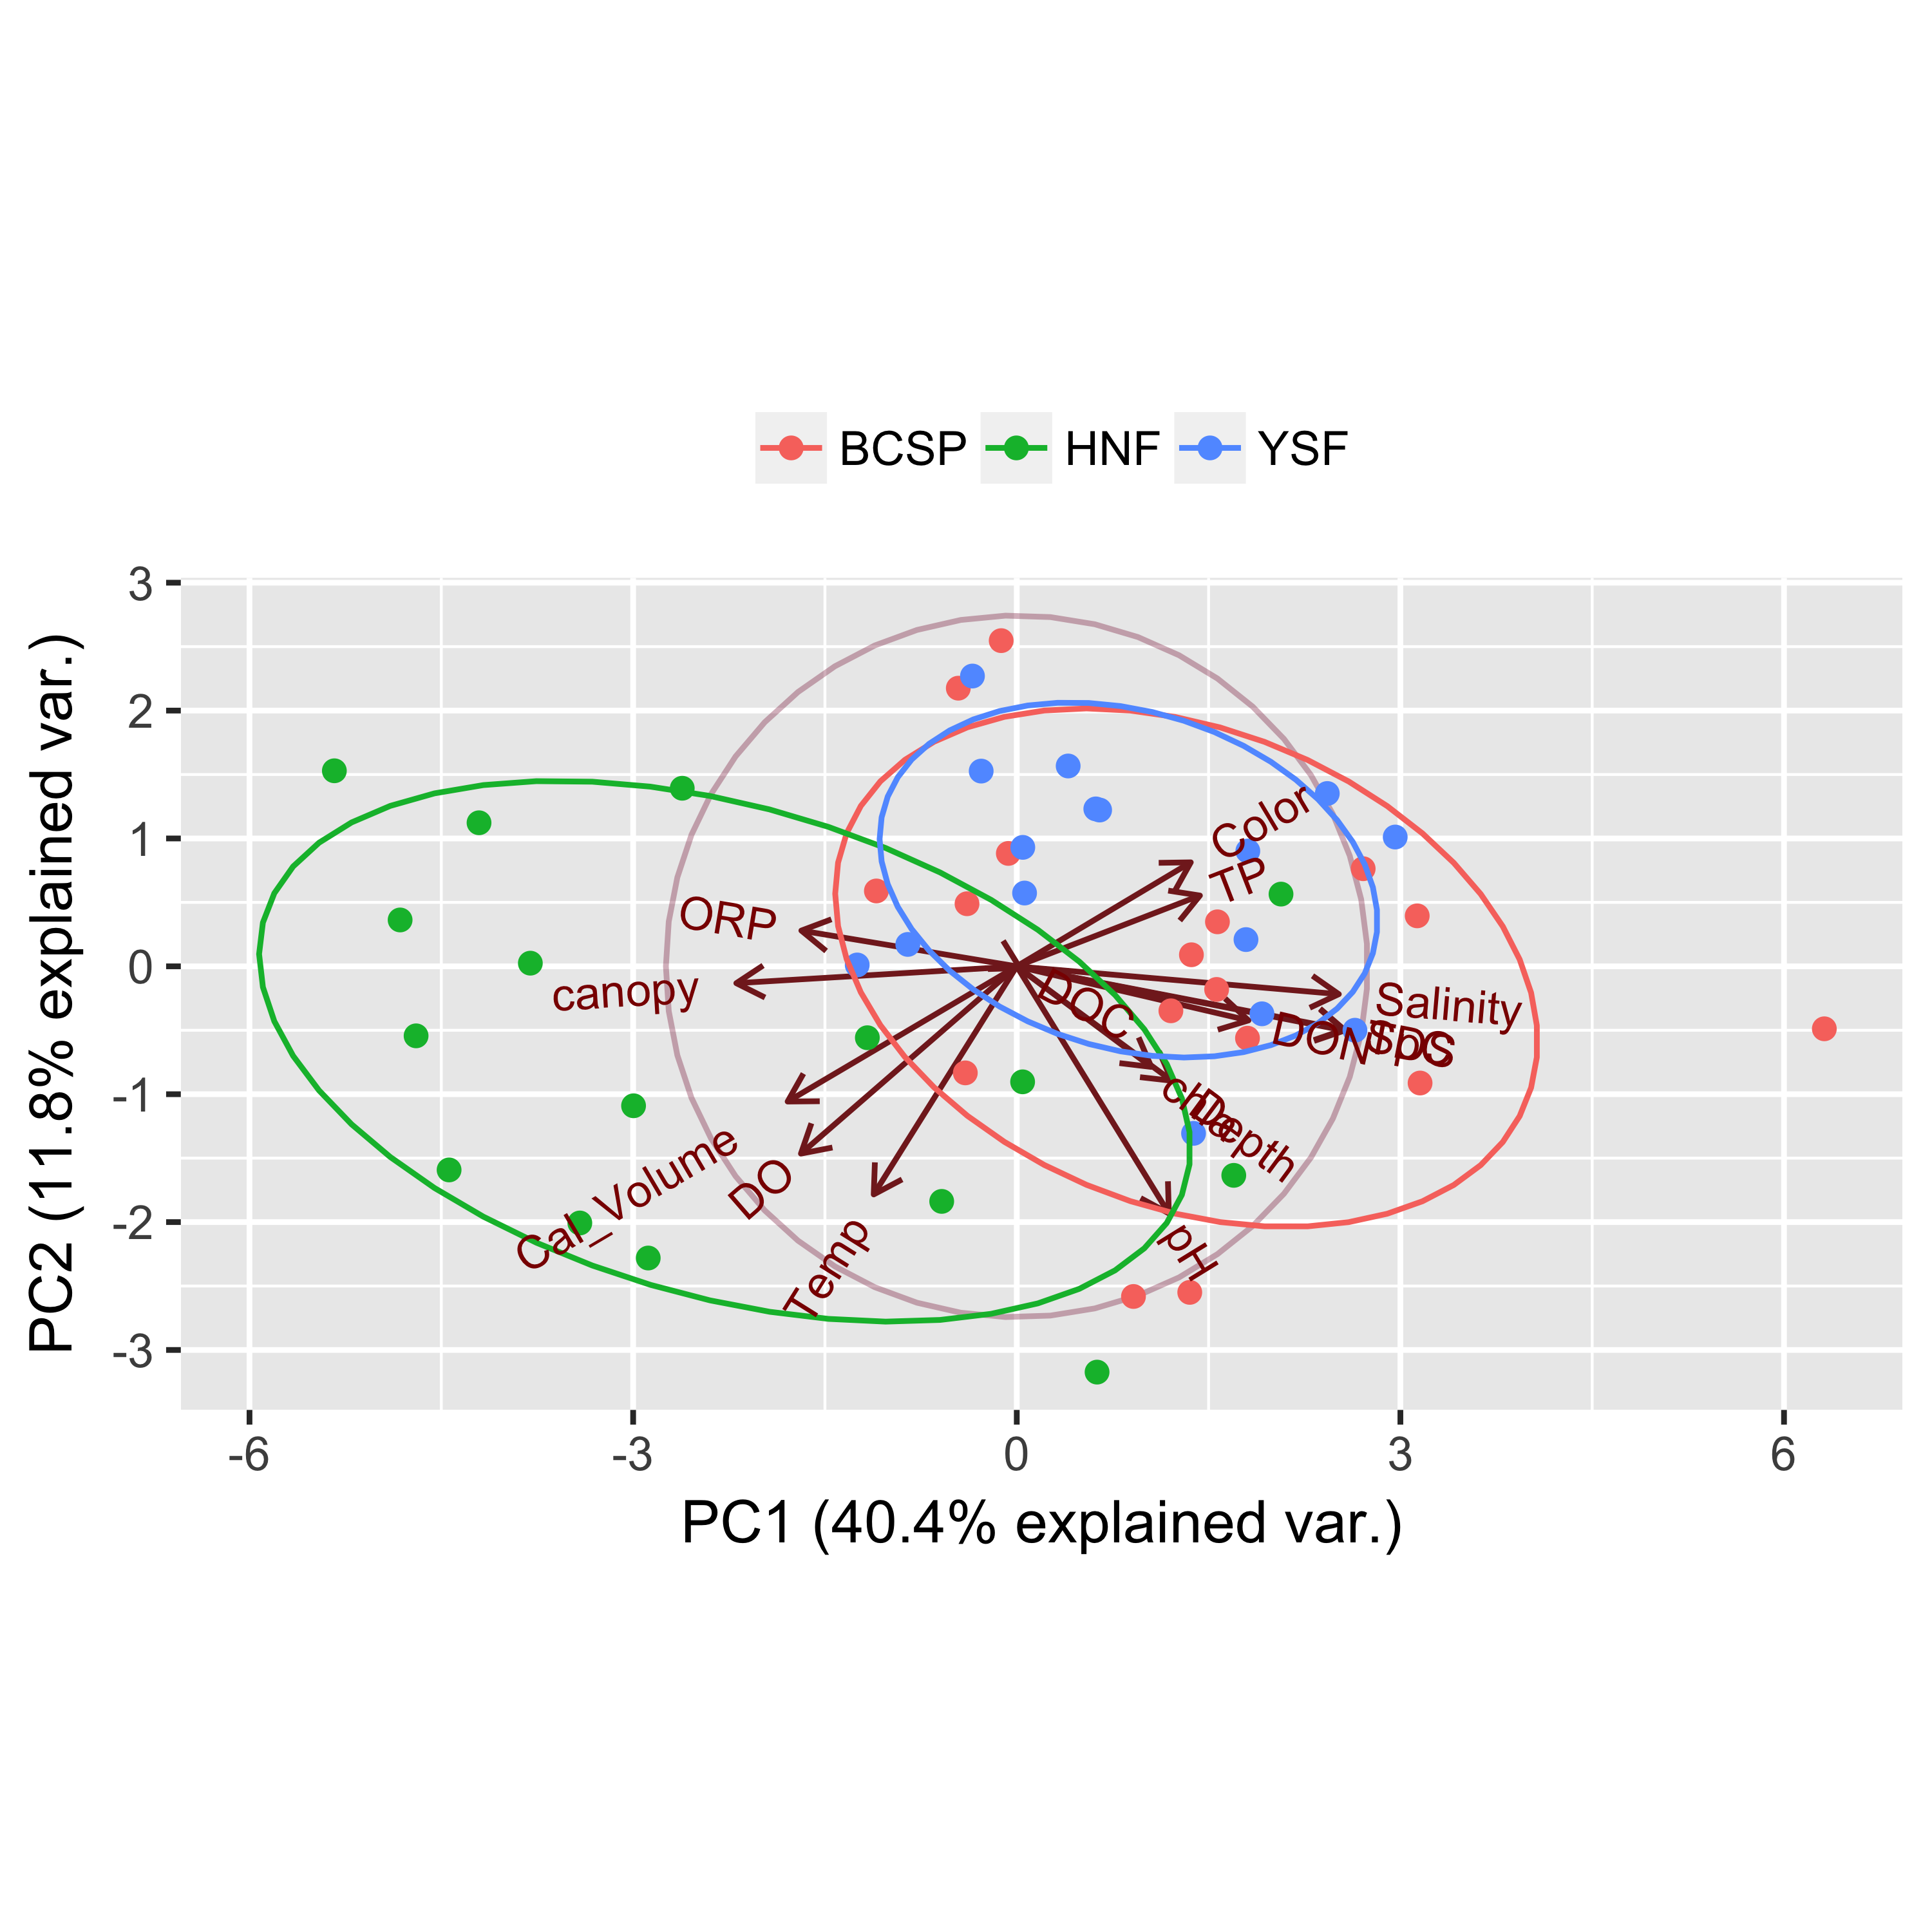 BCSP HNF YSF
PC2 (11.8% explained var.)
3
2
1
0
-1
-2
-3
Color
TP
ORP
canopy
Salinity
DOC
Depth
Cal_Volume
DO
Temp
pH
-6 -3 0 3 6
PC1 (40.4% explained var.)